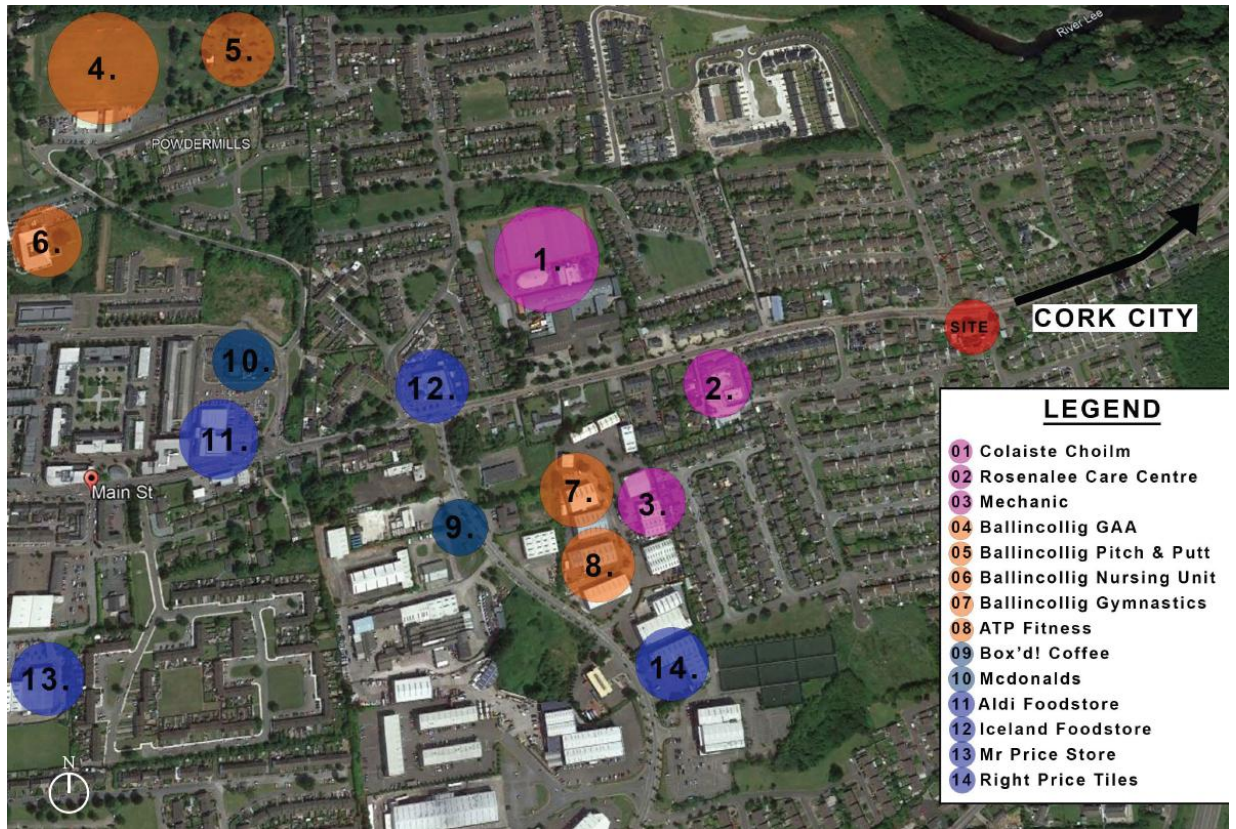 4.
5.
River Lee
POWDERMILLS
6.
1.
SITE
CORK CITY
10.
12.
2.
11.
Main St
7.
3.
9.
8.
13.
14.
N
LEGEND
01 Colaiste Choilm
02 Rosenalee Care Centre
03 Mechanic
04 Ballincollig GAA
05 Ballincollig Pitch & Putt
06 Ballincollig Nursing Unit
07 Ballincollig Gymnastics
08 ATP Fitness
09 Box'd! Coffee
10 Mcdonalds
11 Aldi Foodstore
12 Iceland Foodstore
13 Mr Price Store
14 Right Price Tiles